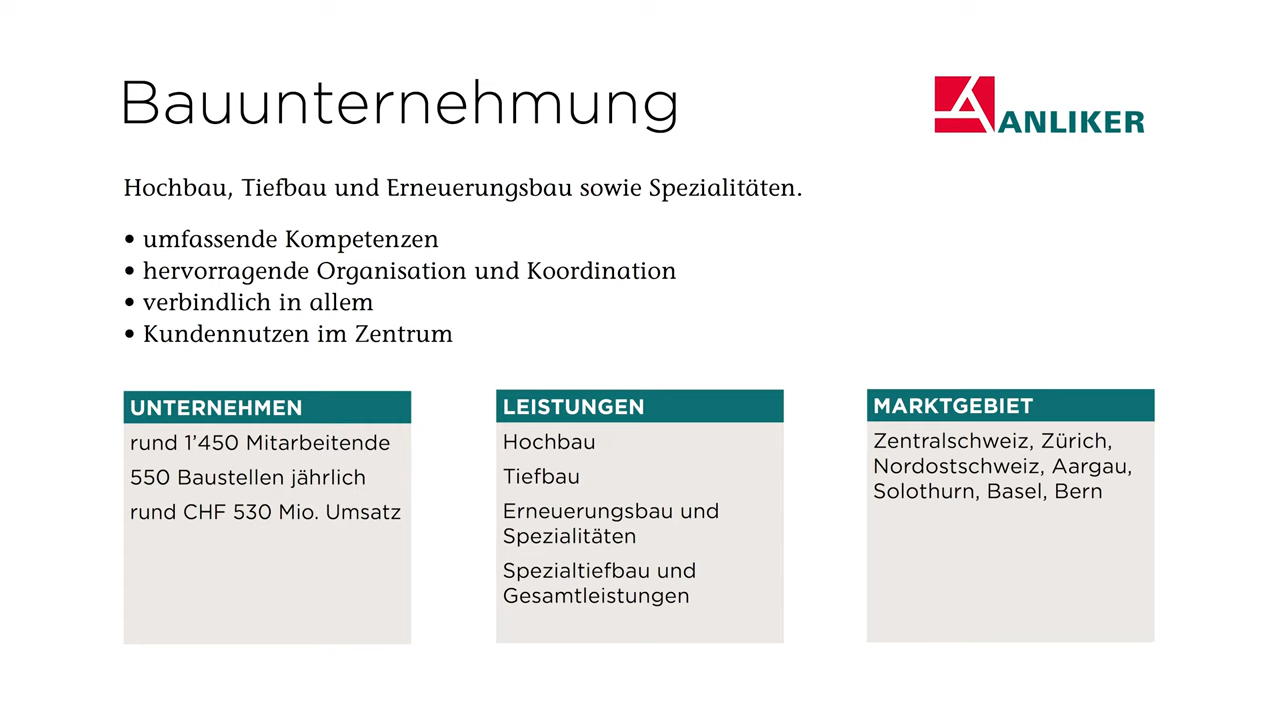 Bauunternehmung
ANLIKER
Hochbau, Tiefbau und Erneuerungsbau sowie Spezialitäten.
• umfassende Kompetenzen
• hervorragende Organisation und Koordination
• verbindlich in allem
• Kundennutzen im Zentrum
UNTERNEHMEN
rund 1’450 Mitarbeitende
550 Baustellen jährlich
rund CHF 530 Mio. Umsatz
LEISTUNGEN
Hochbau
Tiefbau
Erneuerungsbau und
Spezialitäten
Spezialtiefbau und
Gesamtleistungen
MARKTGEBIET
Zentralschweiz, Zürich,
Nordostschweiz, Aargau,
Solothurn, Basel, Bern